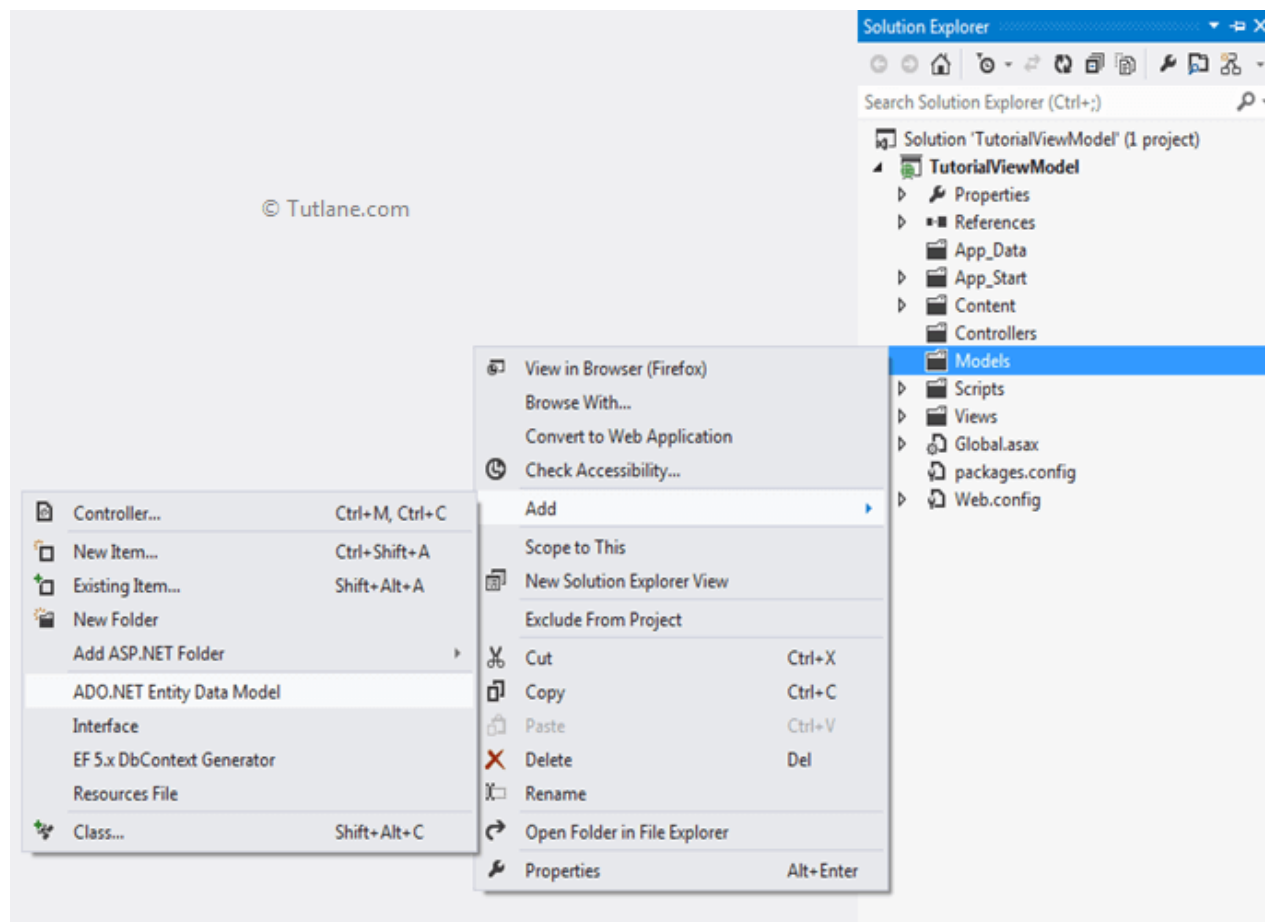 Solution Explorer
Search Solution Explorer (Ctrl+;)
Solution 'TutorialViewModel' (1 project)
TutorialViewModel
Properties
References
App_Data
App_Start
Content
Controllers
Models
Scripts
Views
Global.asax
packages.config
Web.config
© Tutlane.com
View in Browser (Firefox)
Browse With...
Convert to Web Application
Check Accessibility...
Add
Scope to This
New Solution Explorer View
Exclude From Project
Cut Ctrl+X
Copy Ctrl+C
Paste Ctrl+V
Delete Del
Rename
Open Folder in File Explorer
Properties Alt+Enter
Controller... Ctrl+M, Ctrl+C
New Item... Ctrl+Shift+A
Existing Item... Shift+Alt+A
New Folder
Add ASP.NET Folder
ADO.NET Entity Data Model
Interface
EF 5.x DbContext Generator
Resources File
Class... Shift+Alt+C